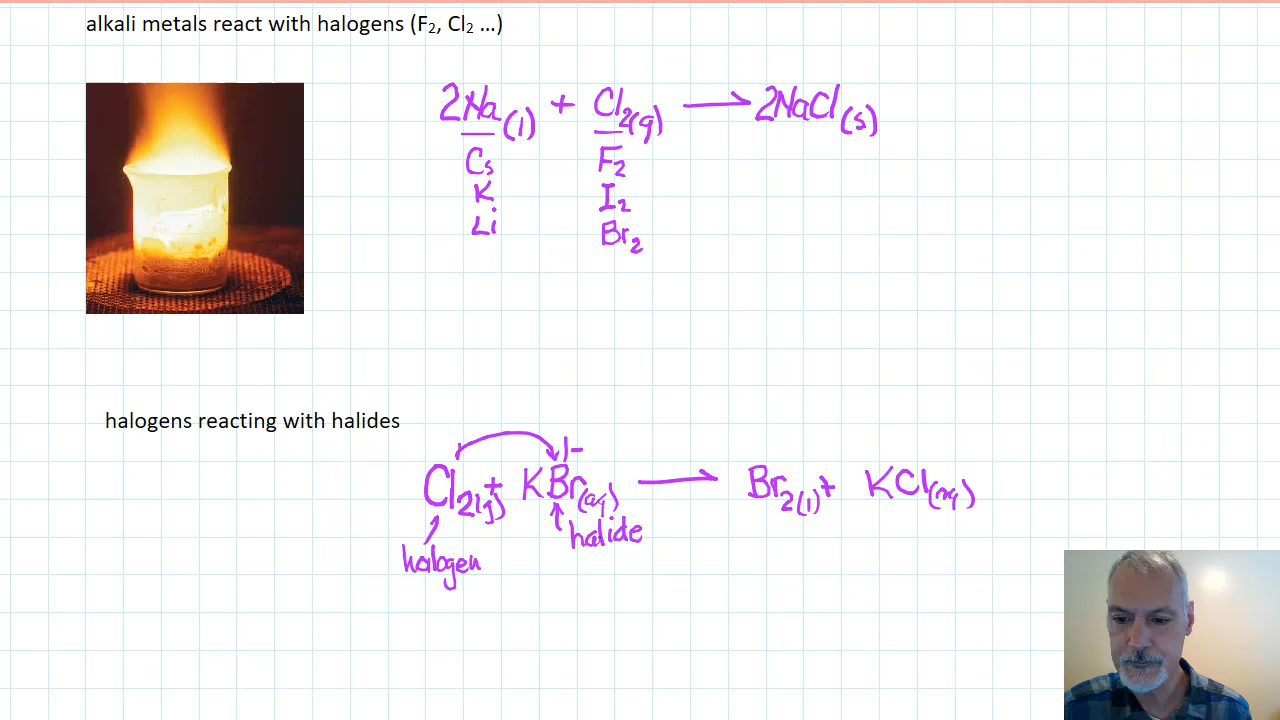 alkali metals react with halogens (F₂, Cl₂ ...)
2Na(l) + Cl₂(g) → 2NaCl(s)
Cs F₂
K I₂
Li Br₂
halogens reacting with halides
1-
Cl₂(g) + KBr(aq) → Br₂(l) + KCl(aq)
halide
halogen